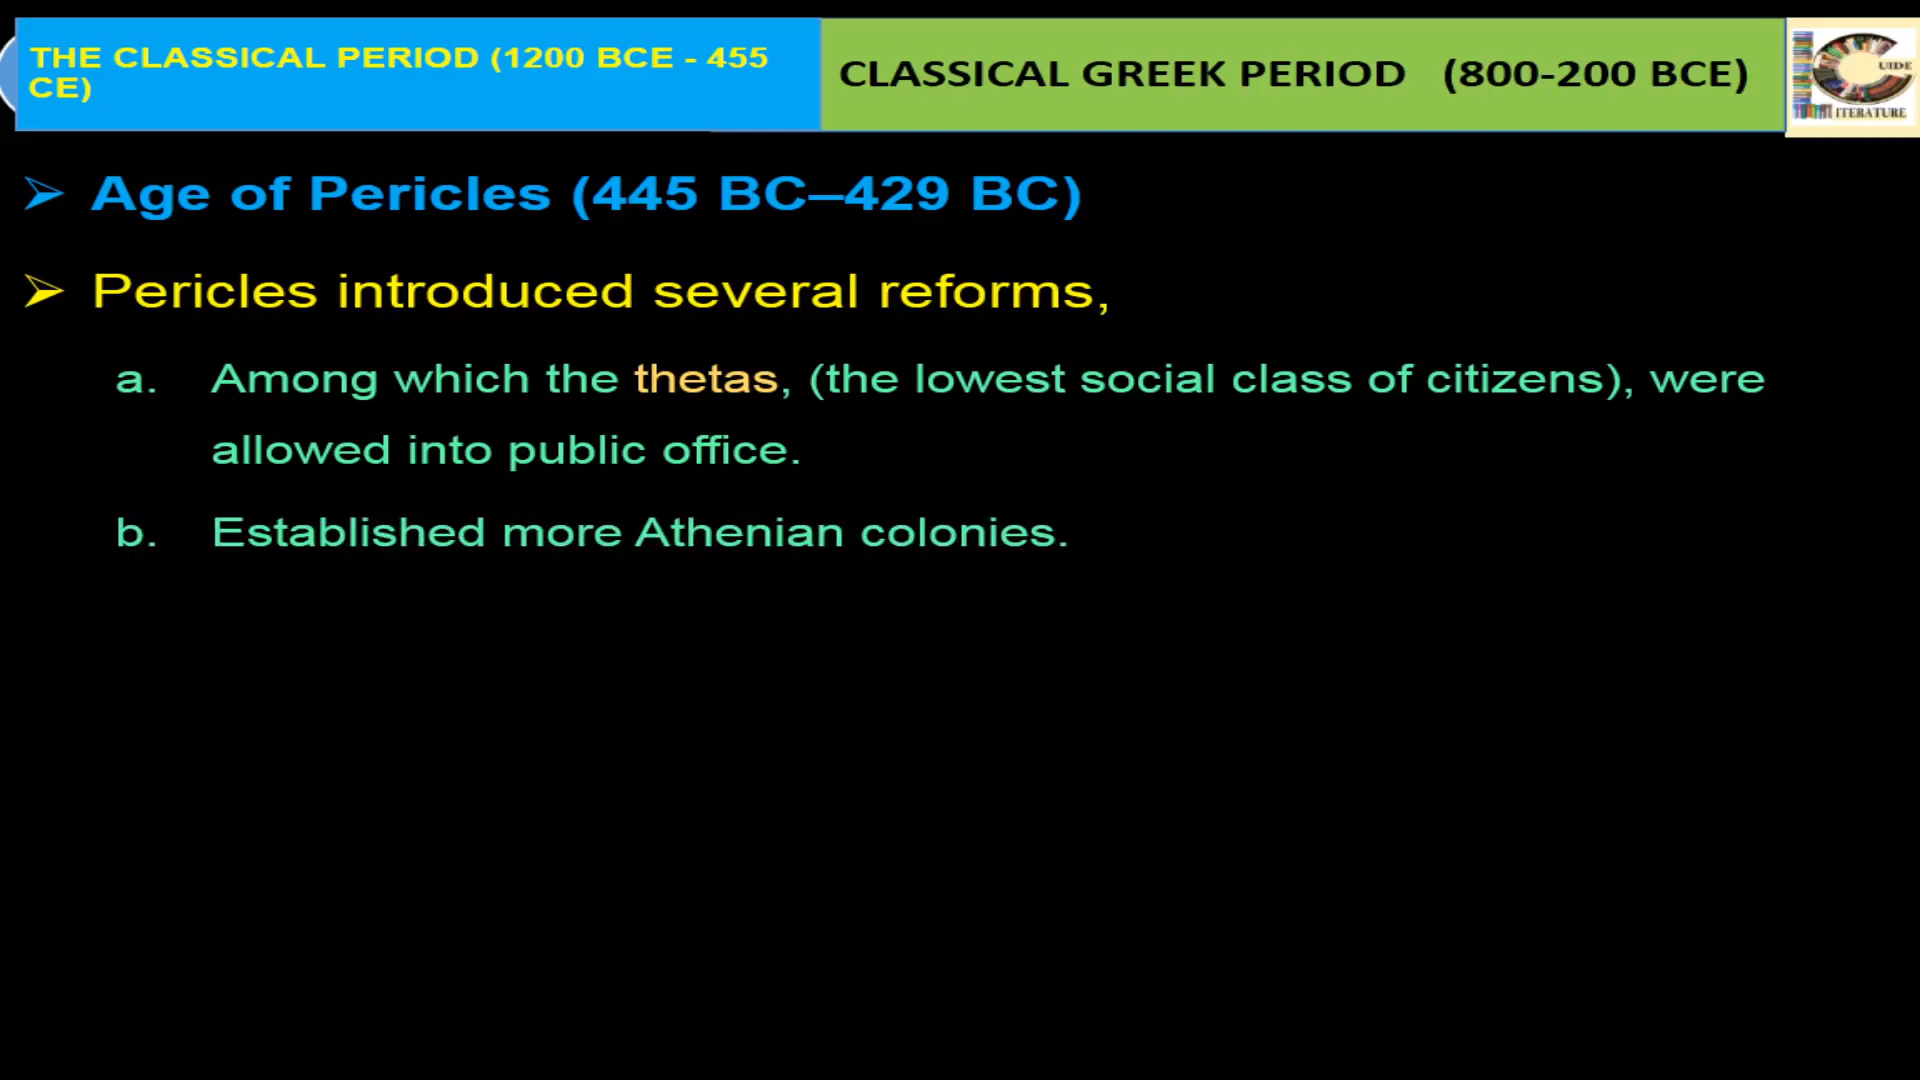 THE CLASSICAL PERIOD (1200 BCE - 455
CE)
CLASSICAL GREEK PERIOD (800-200 BCE)
UIDE
ITERATURE
➢ Age of Pericles (445 BC–429 BC)
➢ Pericles introduced several reforms,
a. Among which the thetas, (the lowest social class of citizens), were
allowed into public office.
b. Established more Athenian colonies.